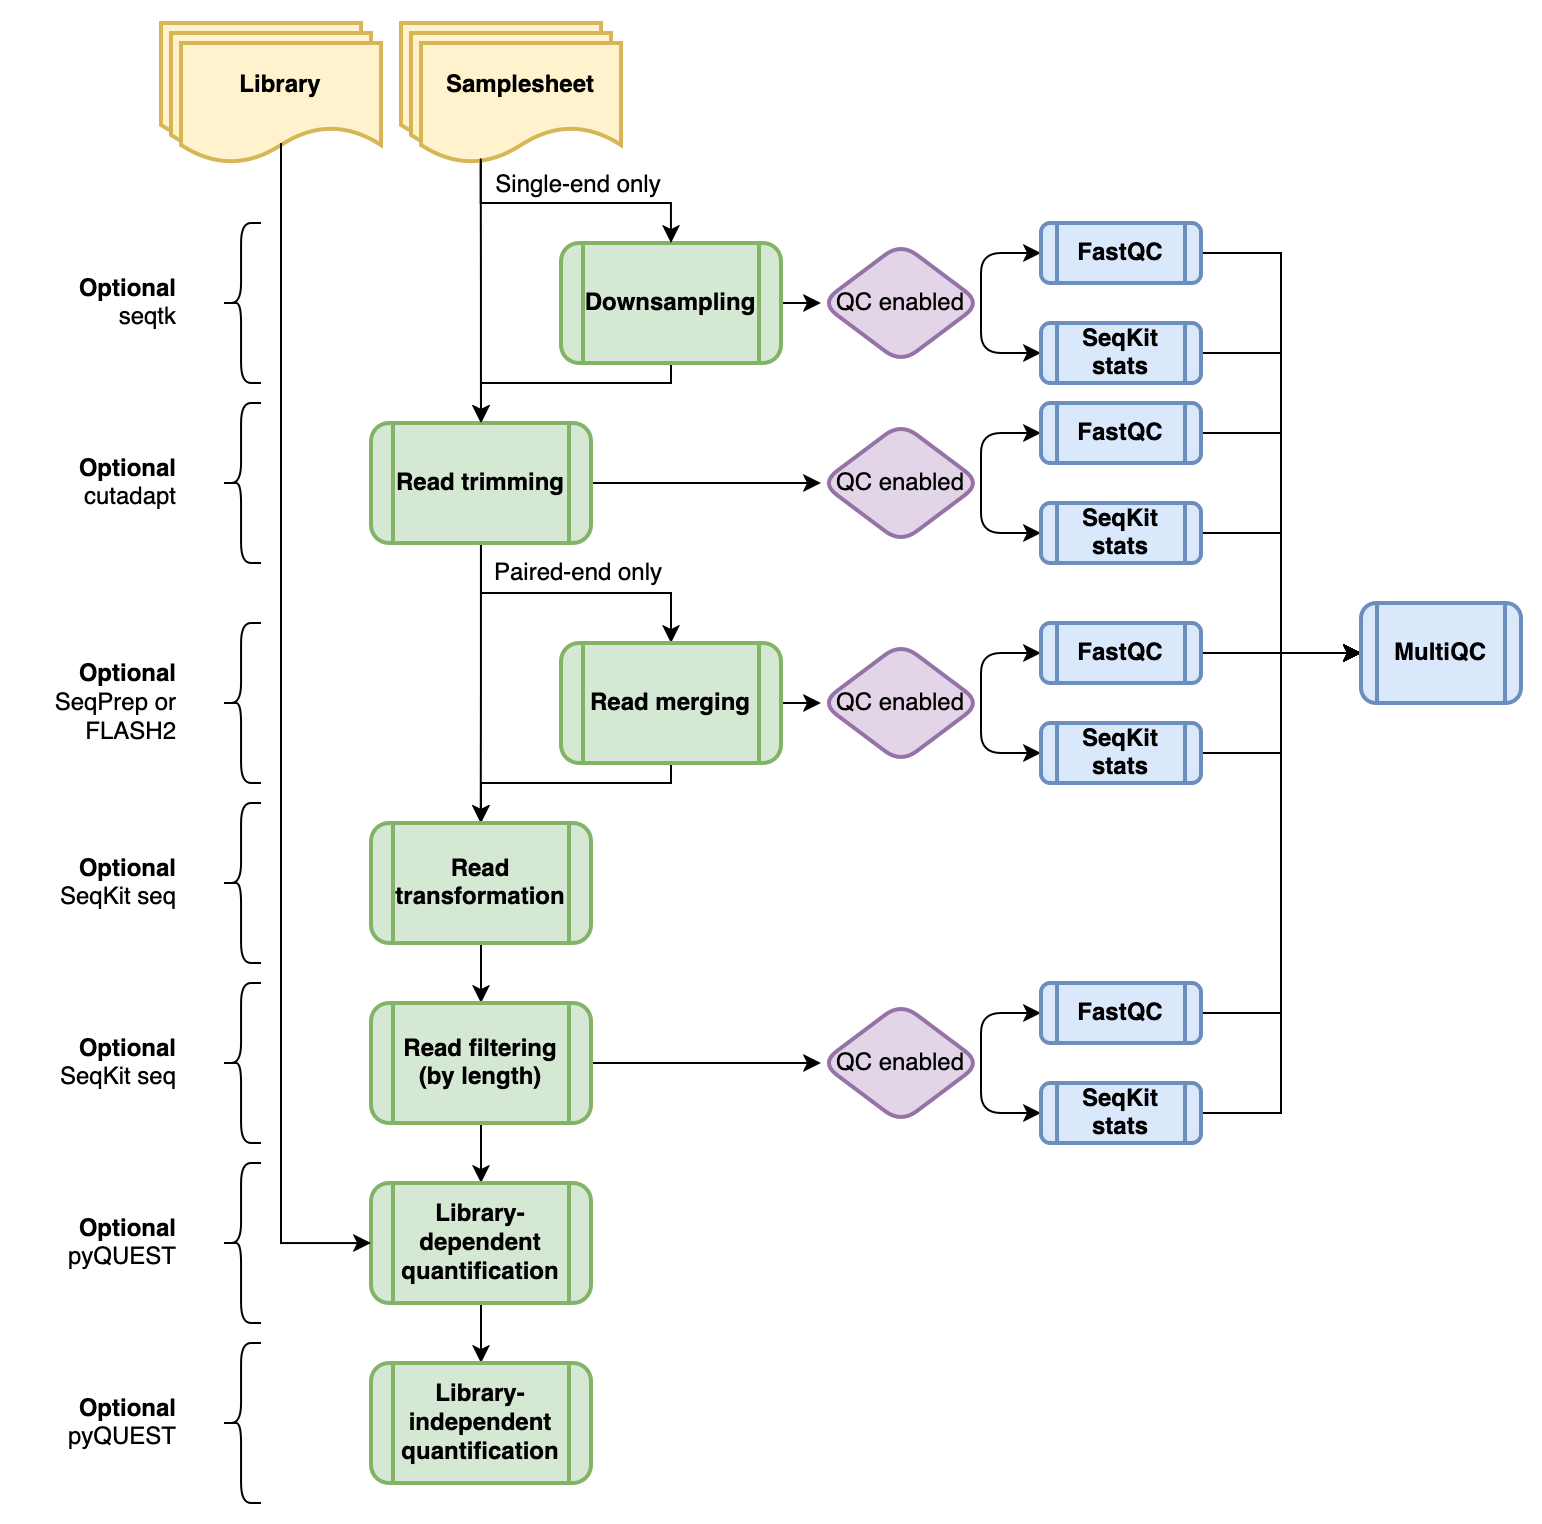 Library
Samplesheet
Single-end only
Optional
seqtk
Downsampling
QC enabled
FastQC
SeqKit
stats
Optional
cutadapt
Read trimming
QC enabled
FastQC
SeqKit
stats
Paired-end only
Optional
SeqPrep or
FLASH2
Read merging
QC enabled
FastQC
SeqKit
stats
MultiQC
Optional
SeqKit seq
Read
transformation
Optional
SeqKit seq
Read filtering
(by length)
QC enabled
FastQC
SeqKit
stats
Optional
pyQUEST
Library-
dependent
quantification
Optional
pyQUEST
Library-
independent
quantification